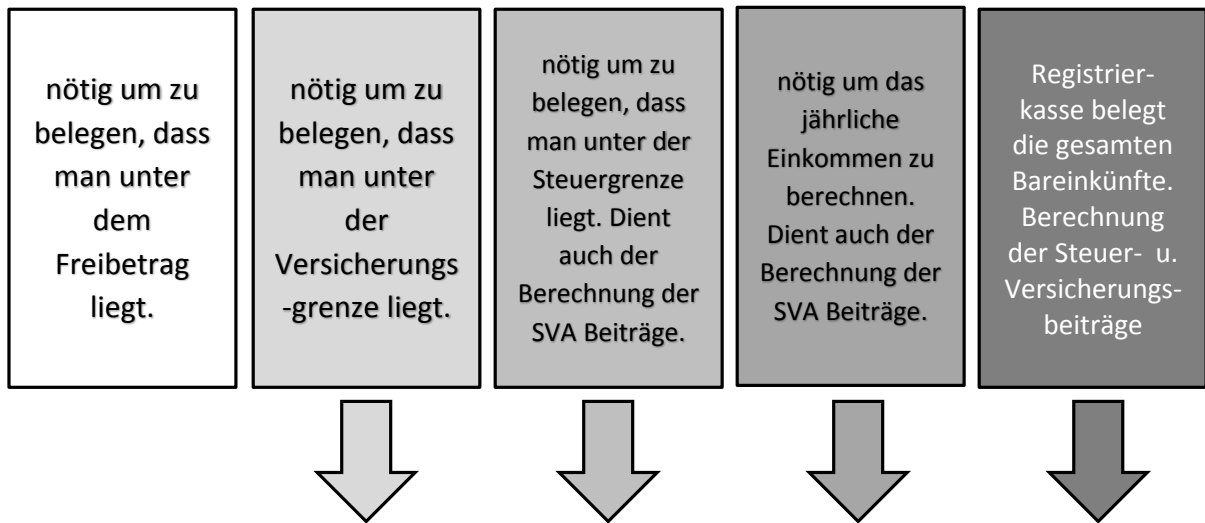 nötig um zu
belegen, dass
man unter
dem
Freibetrag
liegt.
nötig um zu
belegen, dass
man unter
der
Versicherungs
-grenze liegt.
nötig um zu
belegen, dass
man unter der
Steuergrenze
liegt. Dient
auch der
Berechnung der
SVA Beiträge.
nötig um das
jährliche
Einkommen zu
berechnen.
Dient auch der
Berechnung der
SVA Beiträge.
Registrier-
kasse belegt
die gesamten
Bareinkünfte.
Berechnung
der Steuer- u.
Versicherungs-
beiträge